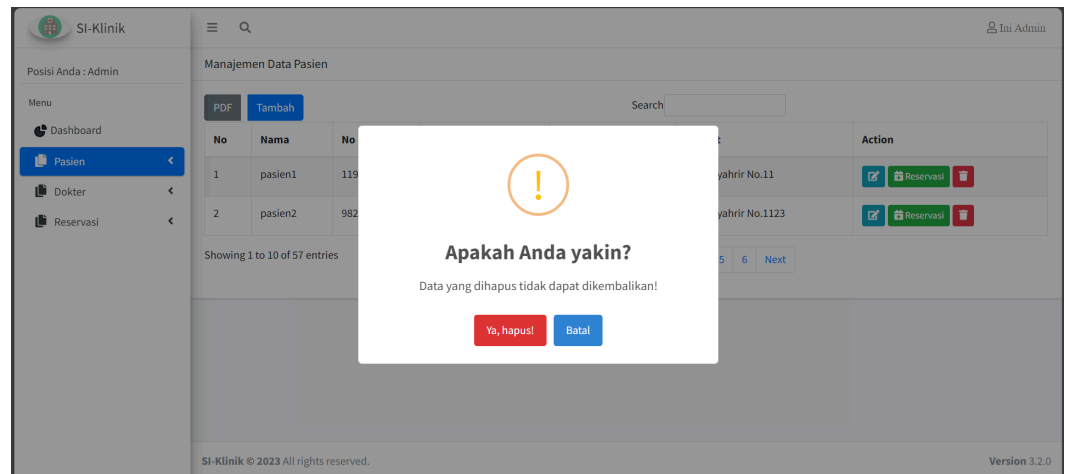 SI-Klinik
Ini Admin
Posisi Anda : Admin
Menu
Dashboard
Pasien
Dokter
Reservasi
Manajemen Data Pasien
PDF Tambah Search
No Nama No Action
1 pasien1 119 yahrir No.11 Reservasi
2 pasien2 982 yahrir No.1123 Reservasi
Showing 1 to 10 of 57 entries 5 6 Next
!
Apakah Anda yakin?
Data yang dihapus tidak dapat dikembalikan!
Ya, hapus! Batal
SI-Klinik © 2023 All rights reserved. Version 3.2.0